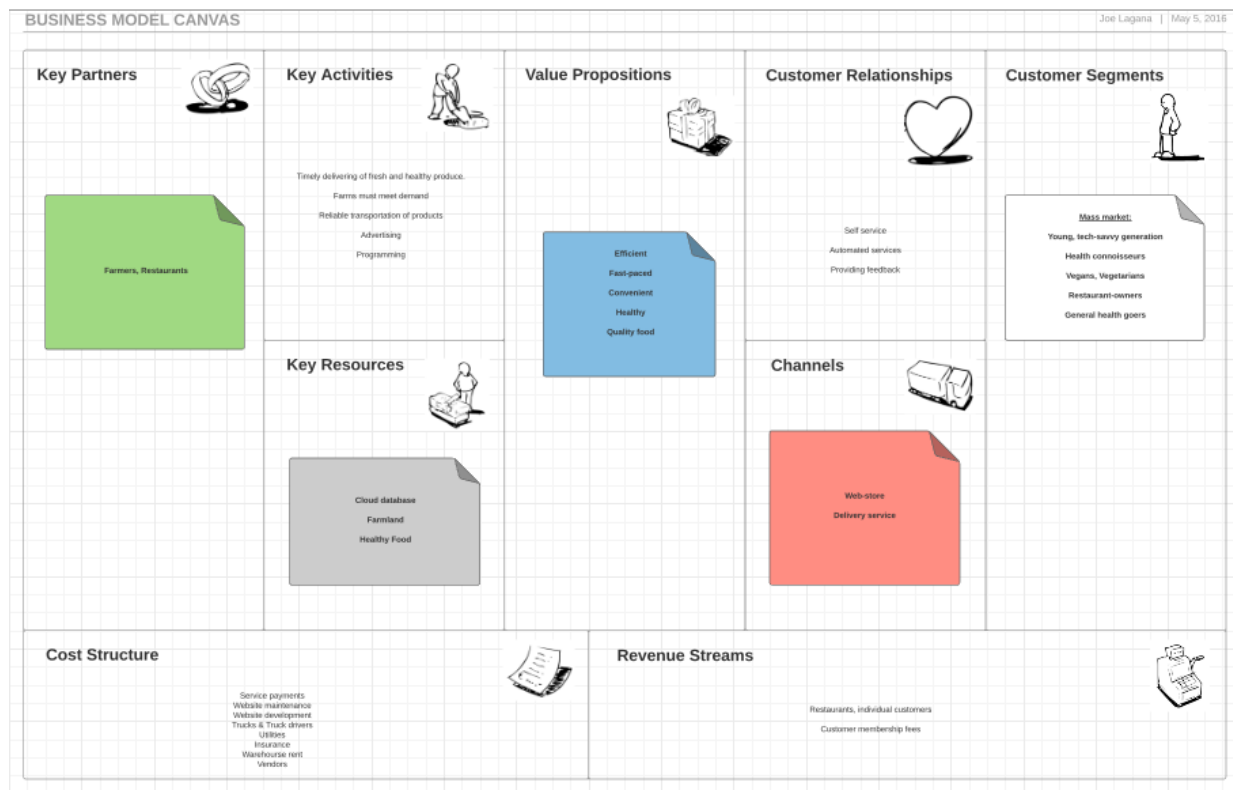 BUSINESS MODEL CANVAS
Joe Lagana | May 5, 2016
Key Partners
Farmers, Restaurants
Key Activities
Timely delivering of fresh and healthy produce.
Farms must meet demand
Reliable transportation of products
Advertising
Programming
Key Resources
Cloud database
Farmland
Healthy Food
Value Propositions
Efficient
Fast-paced
Convenient
Healthy
Quality food
Customer Relationships
Self service
Automated services
Providing feedback
Channels
Web-store
Delivery service
Customer Segments
Mass market:
Young, tech-savvy generation
Health connoisseurs
Vegans, Vegetarians
Restaurant-owners
General health goers
Cost Structure
Service payments
Website maintenance
Website development
Trucks & Truck drivers
Utilities
Insurance
Warehourse rent
Vendors
Revenue Streams
Restaurants, individual customers
Customer membership fees